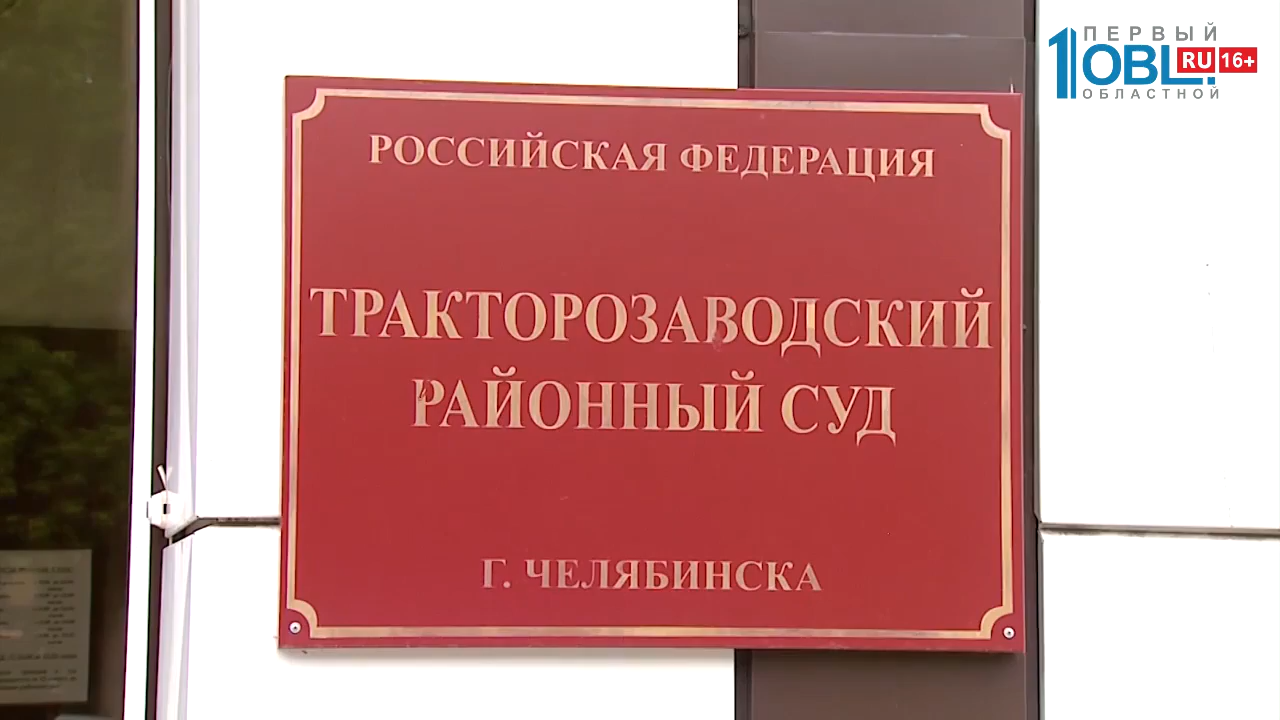 ПЕРВЫЙ
1OBL.RU 16+
ОБЛАСТНОЙ
РОССИЙСКАЯ ФЕДЕРАЦИЯ
ТРАКТОРОЗАВОДСКИЙ
РАЙОННЫЙ СУД
Г. ЧЕЛЯБИНСКА